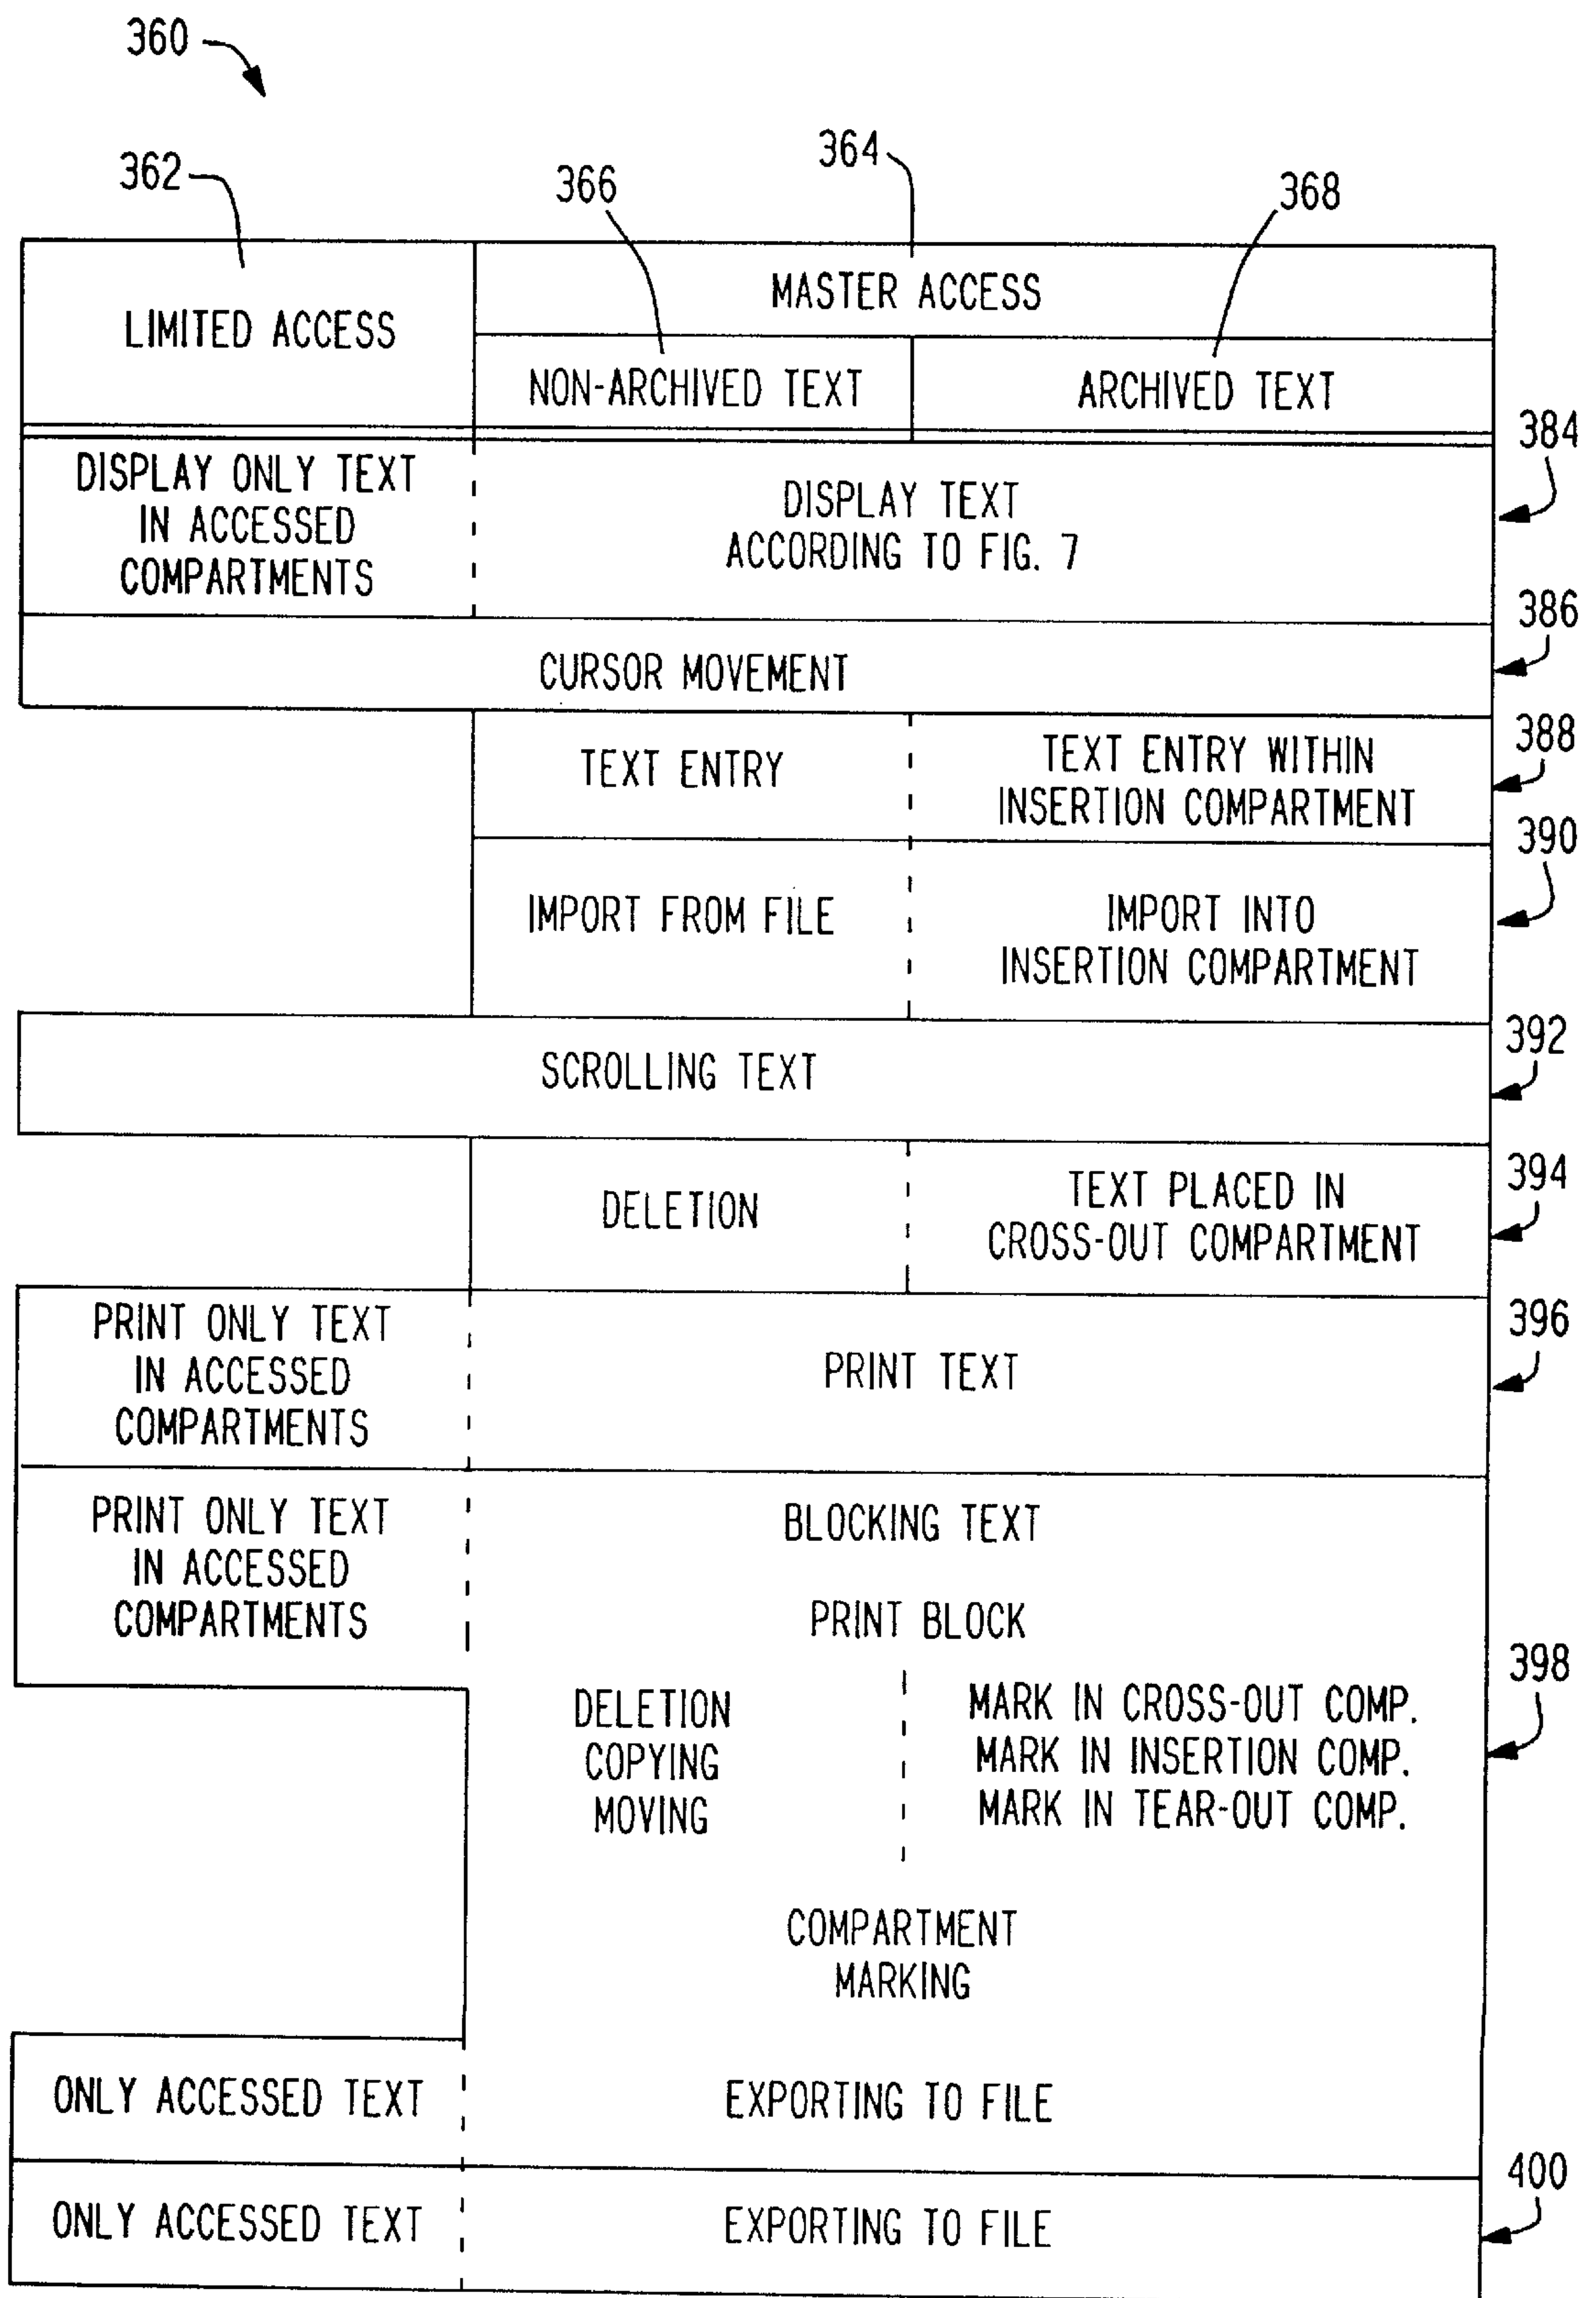 360
362
364
366
368
LIMITED ACCESS
MASTER ACCESS
NON-ARCHIVED TEXT
ARCHIVED TEXT
384
DISPLAY ONLY TEXT
IN ACCESSED
COMPARTMENTS
DISPLAY TEXT
ACCORDING TO FIG. 7
386
CURSOR MOVEMENT
388
TEXT ENTRY
TEXT ENTRY WITHIN
INSERTION COMPARTMENT
390
IMPORT FROM FILE
IMPORT INTO
INSERTION COMPARTMENT
392
SCROLLING TEXT
394
DELETION
TEXT PLACED IN
CROSS-OUT COMPARTMENT
396
PRINT ONLY TEXT
IN ACCESSED
COMPARTMENTS
PRINT TEXT
PRINT ONLY TEXT
IN ACCESSED
COMPARTMENTS
BLOCKING TEXT
PRINT BLOCK
398
DELETION
COPYING
MOVING
MARK IN CROSS-OUT COMP.
MARK IN INSERTION COMP.
MARK IN TEAR-OUT COMP.
COMPARTMENT
MARKING
ONLY ACCESSED TEXT
EXPORTING TO FILE
400
ONLY ACCESSED TEXT
EXPORTING TO FILE